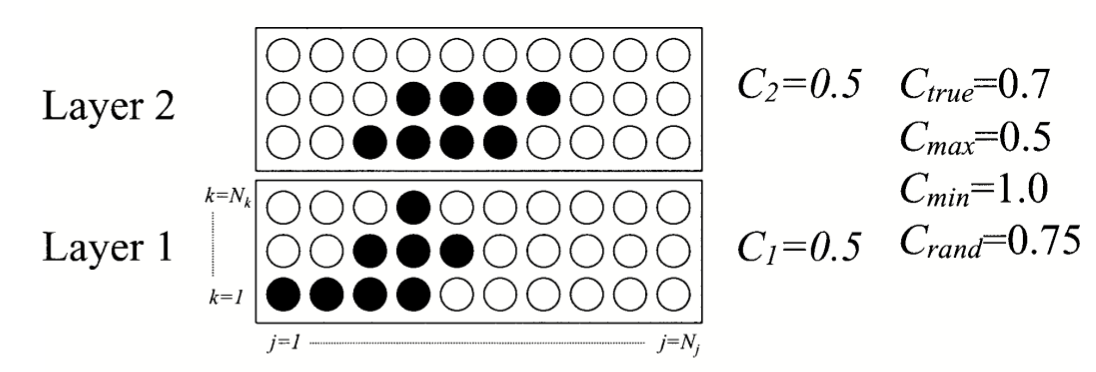 Layer 2
C2=0.5
Ctrue=0.7
Cmax=0.5
Cmin=1.0
Crand=0.75
k=Nk
Layer 1
C1=0.5
k=1
j=1
j=Nj